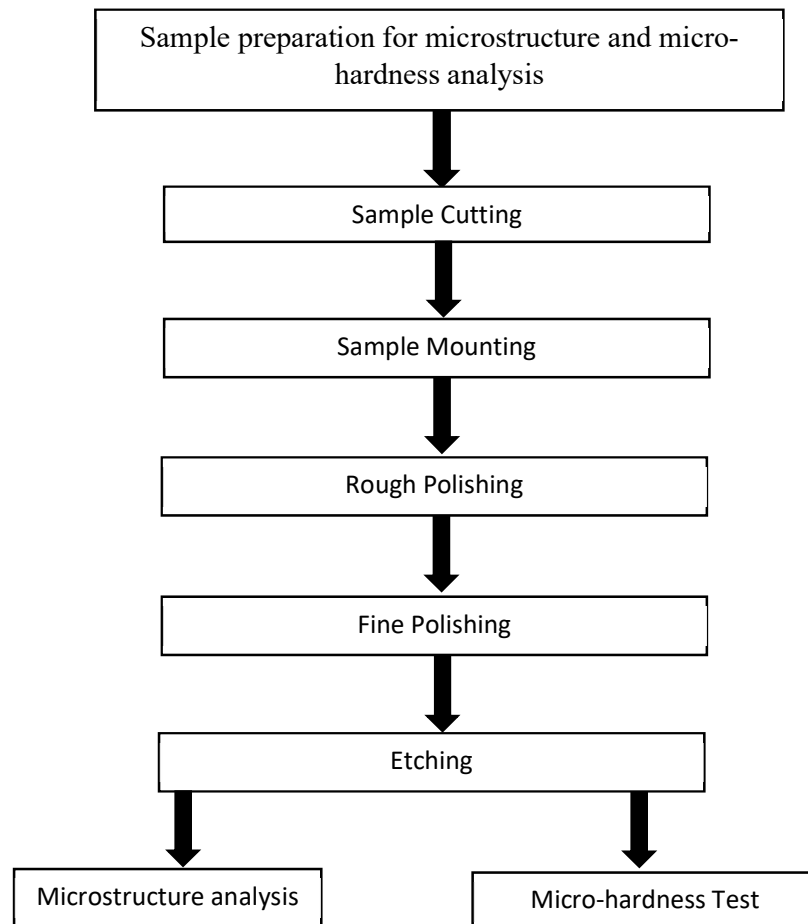 Sample preparation for microstructure and micro-
hardness analysis
Sample Cutting
Sample Mounting
Rough Polishing
Fine Polishing
Etching
Microstructure analysis
Micro-hardness Test